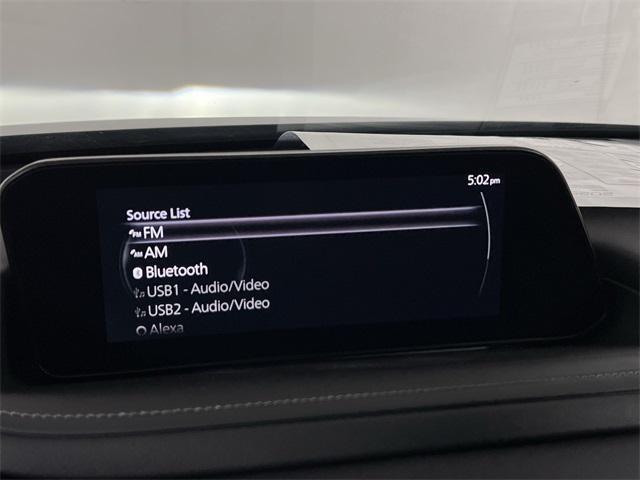 5:02pm
Source List
FM
AM
Bluetooth
USB1 - Audio/Video
USB2 - Audio/Video
Alexa